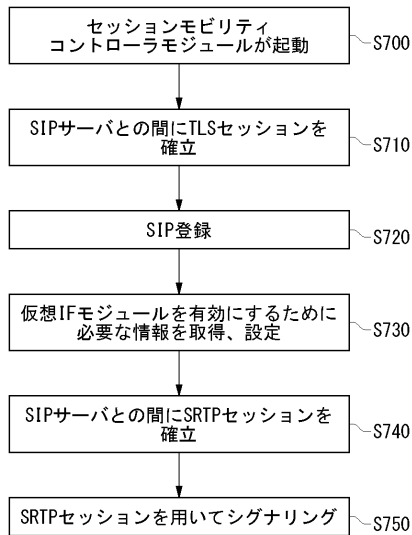 セッションモビリティ
コントローラモジュールが起動
S700
SIPサーバとの間にTLSセッションを
確立
S710
SIP登録
S720
仮想IFモジュールを有効にするために
必要な情報を取得、設定
S730
SIPサーバとの間にSRTPセッションを
確立
S740
SRTPセッションを用いてシグナリング
S750